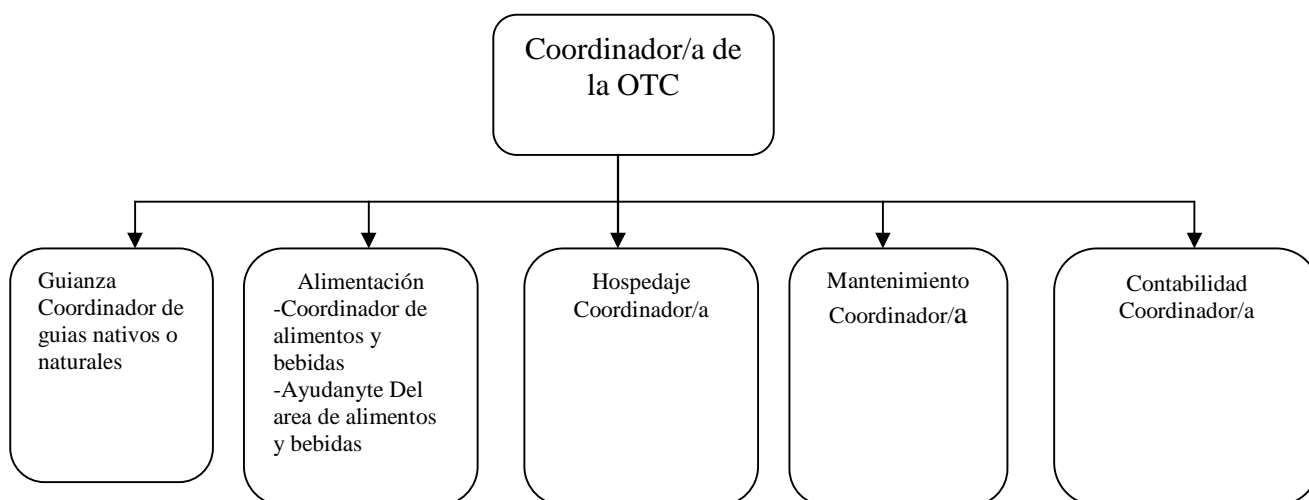 Coordinador/a de
la OTC
Guianza
Coordinador de
guias nativos o
naturales
Alimentación
-Coordinador de
alimentos y
bebidas
-Ayudanyte Del
area de alimentos
y bebidas
Hospedaje
Coordinador/a
Mantenimiento
Coordinador/a
Contabilidad
Coordinador/a